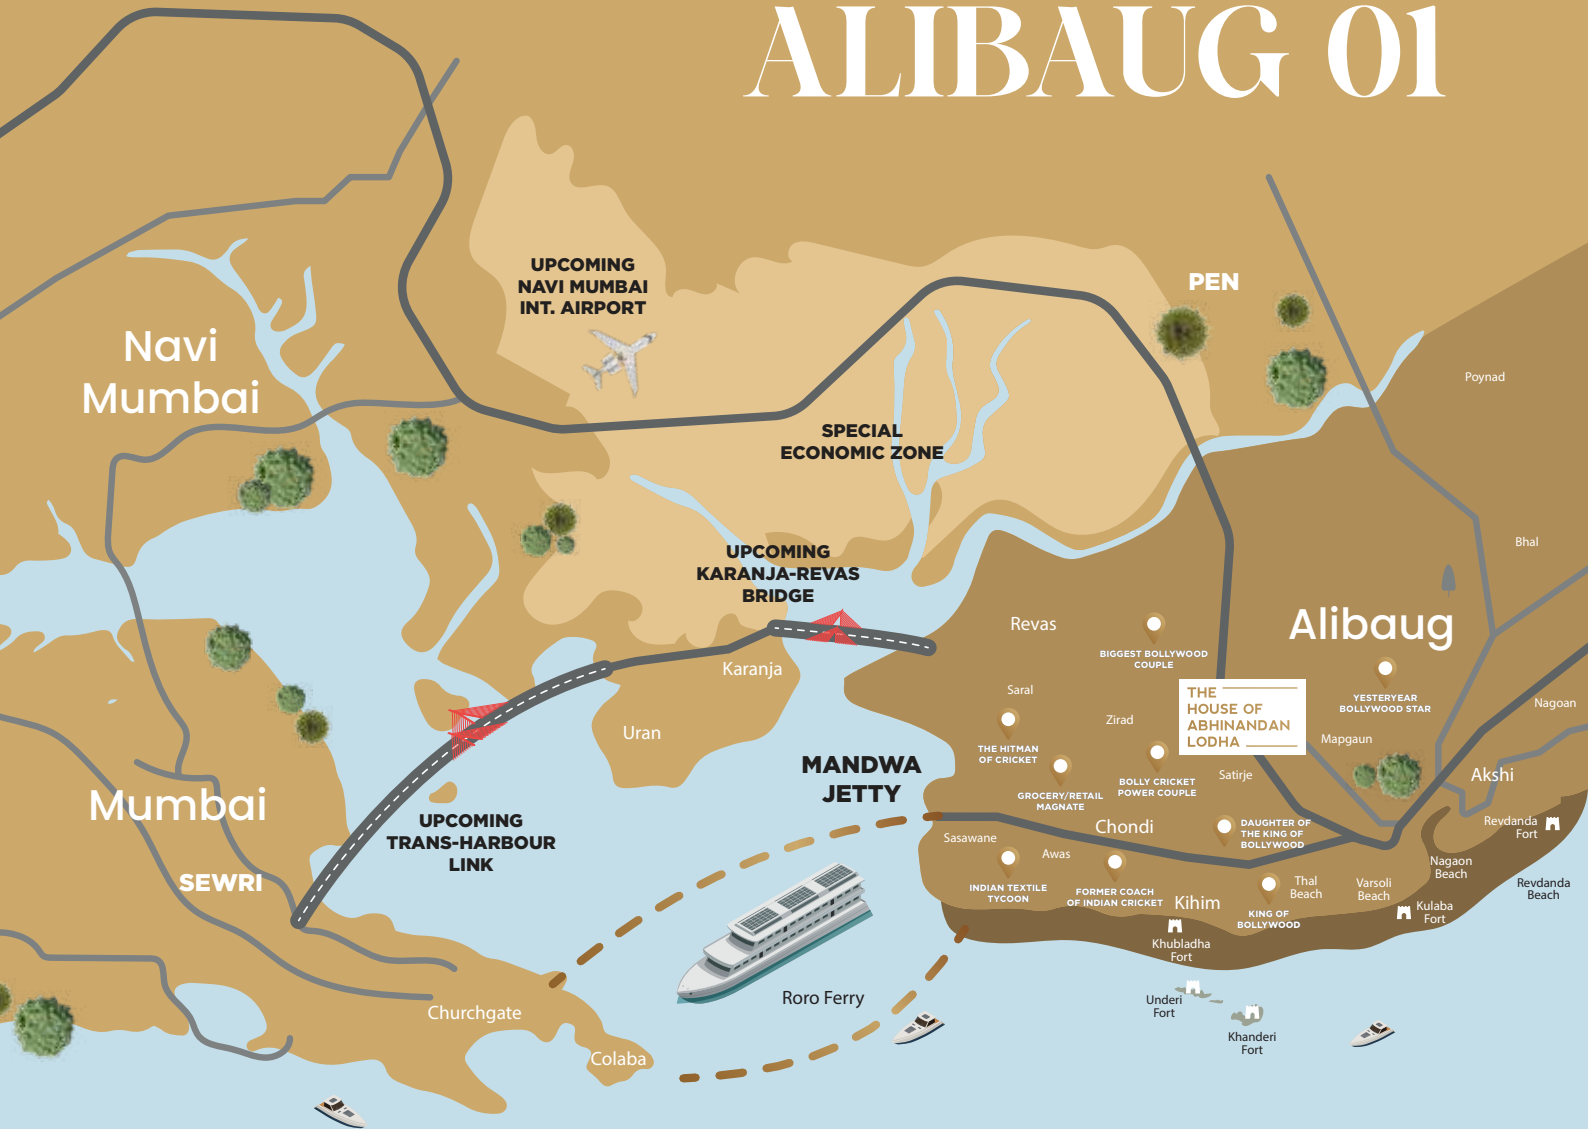 ALIBAUG 01
UPCOMING
NAVI MUMBAI
INT. AIRPORT
PEN
Navi
Mumbai
Poynad
SPECIAL
ECONOMIC ZONE
Bhal
UPCOMING
KARANJA-REVAS
BRIDGE
Revas
Alibaug
BIGGEST BOLLYWOOD
COUPLE
Karanja
Saral
YESTERYEAR
BOLLYWOOD STAR
Nagoan
THE
HOUSE OF
ABHINANDAN
LODHA
Zirad
Uran
Mapgaun
THE HITMAN
OF CRICKET
MANDWA
JETTY
Satirje
Akshi
BOLLY CRICKET
POWER COUPLE
GROCERY/RETAIL
MAGNATE
Mumbai
UPCOMING
TRANS-HARBOUR
LINK
Chondi
DAUGHTER OF
THE KING OF
BOLLYWOOD
Revdanda
Fort
Sasawane
Awas
Nagaon
Beach
SEWRI
INDIAN TEXTILE
TYCOON
FORMER COACH
OF INDIAN CRICKET
Kihim
Thal
Beach
Varsoli
Beach
Revdanda
Beach
KING OF
BOLLYWOOD
Kulaba
Fort
Khubladha
Fort
Roro Ferry
Underi
Fort
Churchgate
Khanderi
Fort
Colaba